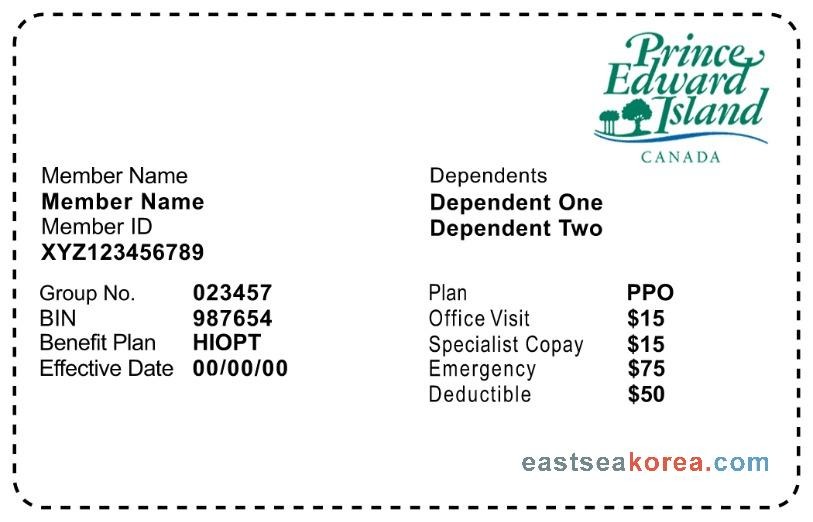 Prince
Edward
Island
CANADA
Member Name
Member Name
Member ID
XYZ123456789
Dependents
Dependent One
Dependent Two
Group No. 023457
BIN 987654
Benefit Plan HIOPT
Effective Date 00/00/00
Plan PPO
Office Visit $15
Specialist Copay $15
Emergency $75
Deductible $50
eastseakorea.com